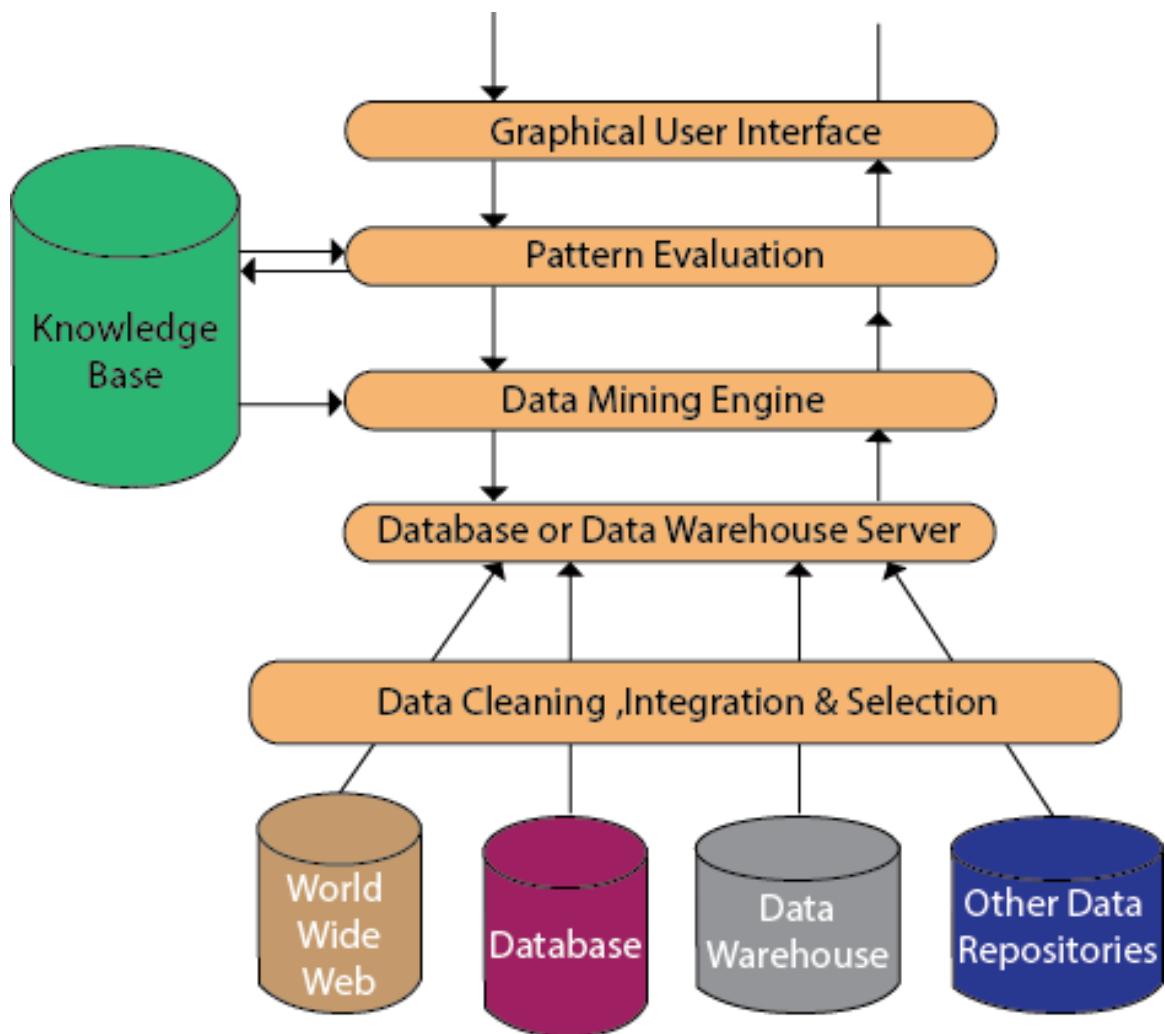 Graphical User Interface
Pattern Evaluation
Knowledge
Base
Data Mining Engine
Database or Data Warehouse Server
Data Cleaning ,Integration & Selection
World
Wide
Web
Database
Data
Warehouse
Other Data
Repositories